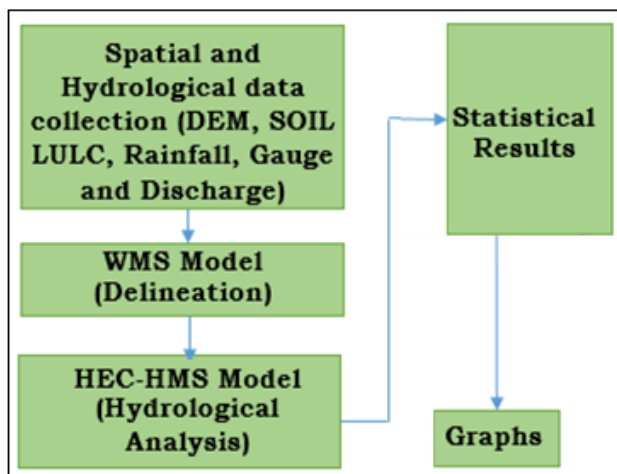 Spatial and
Hydrological data
collection (DEM, SOIL
LULC, Rainfall, Gauge
and Discharge)
WMS Model
(Delineation)
HEC-HMS Model
(Hydrological
Analysis)
Statistical
Results
Graphs